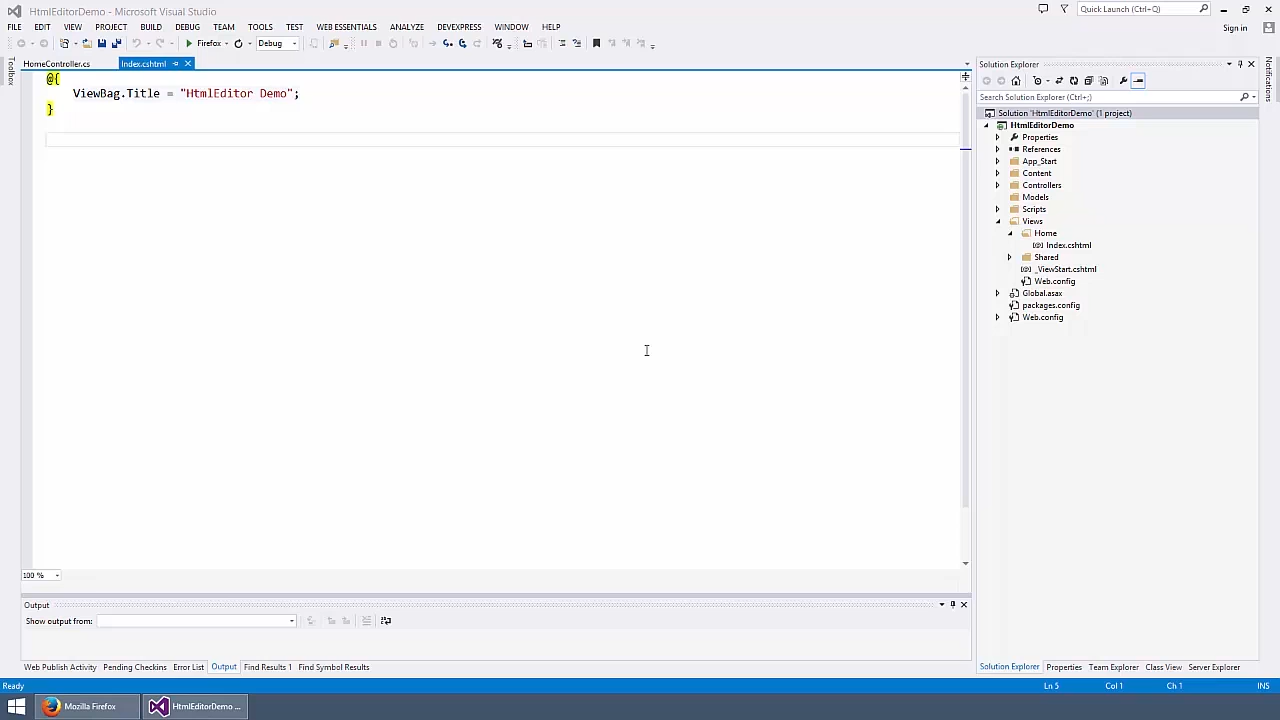 HtmlEditorDemo - Microsoft Visual Studio
Quick Launch (Ctrl+Q)
FILE EDIT VIEW PROJECT BUILD DEBUG TEAM TOOLS TEST WEB ESSENTIALS ANALYZE DEVEXPRESS WINDOW HELP
Sign in
Firefox Debug
Toolbox
HomeController.cs Index.cshtml
@{
ViewBag.Title = "HtmlEditor Demo";
}
100 %
Output
Show output from:
Web Publish Activity Pending Checkins Error List Output Find Results 1 Find Symbol Results
Solution Explorer
Search Solution Explorer (Ctrl+;)
Solution 'HtmlEditorDemo' (1 project)
HtmlEditorDemo
Properties
References
App_Start
Content
Controllers
Models
Scripts
Views
Home
Index.cshtml
Shared
_ViewStart.cshtml
Web.config
Global.asax
packages.config
Web.config
Solution Explorer Properties Team Explorer Class View Server Explorer
Notifications
Ready Ln 5 Col 1 Ch 1 INS
Mozilla Firefox HtmlEditorDemo ...